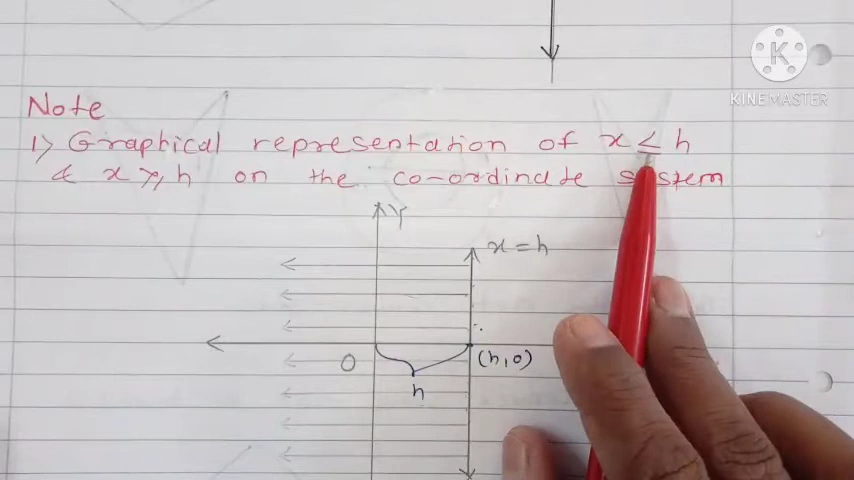 K
KINEMASTER
Note
1) Graphical representation of x ≤ h
& x ≥ h on the co-ordinate system
Y
x = h
O
(h, 0)
h